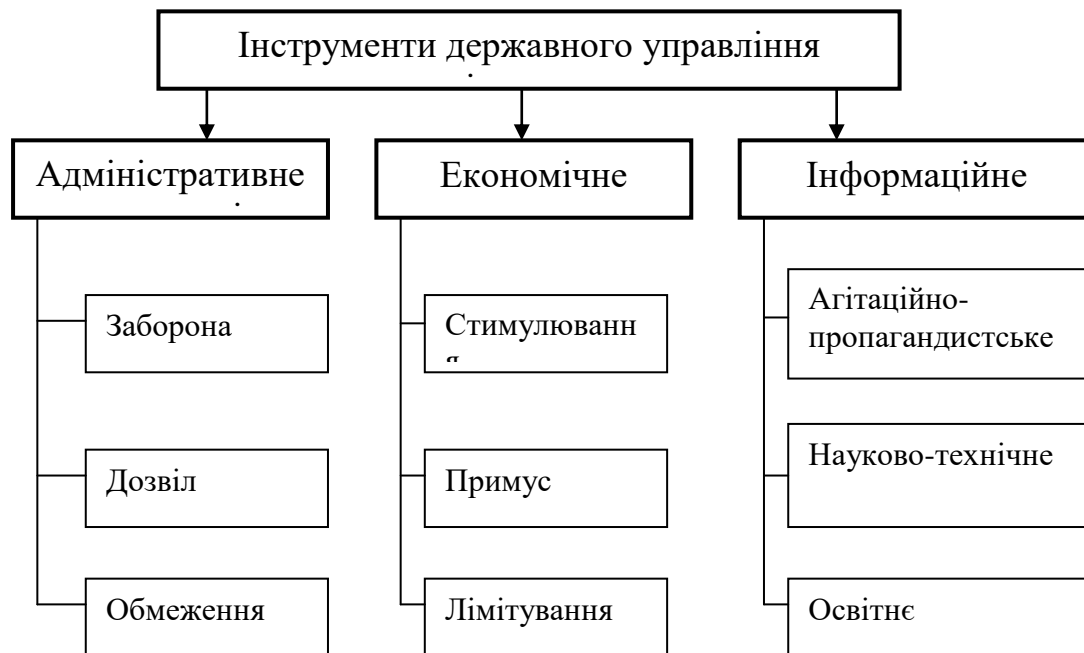 Інструменти державного управління
Адміністративне
Економічне
Інформаційне
Заборона
Дозвіл
Обмеження
Стимулюванн
я
Примус
Лімітування
Агітаційно-
пропагандистське
Науково-технічне
Освітнє